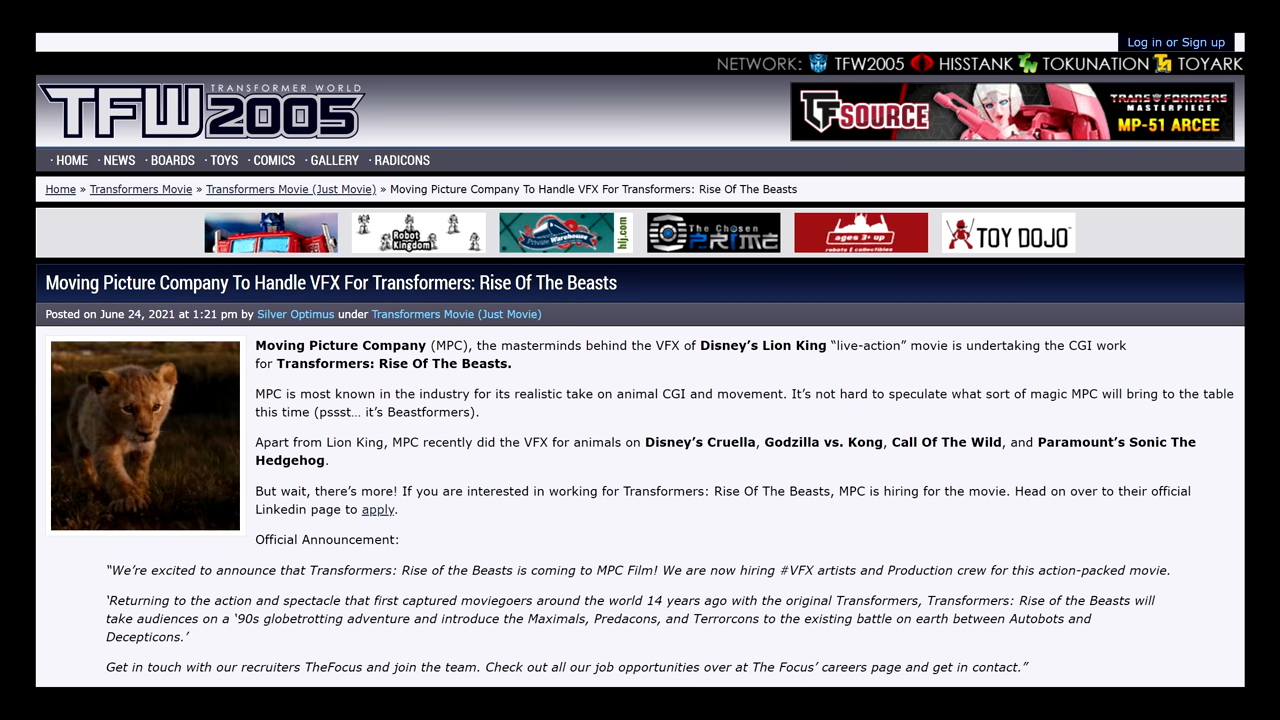 Log in or Sign up
NETWORK: TFW2005 HISSTANK TOKUNATION TOYARK
TRANSFORMER WORLD
TFW2005
TFSOURCE
TRANSFORMERS
MASTERPIECE
MP-51 ARCEE
· HOME · NEWS · BOARDS · TOYS · COMICS · GALLERY · RADICONS
Home » Transformers Movie » Transformers Movie (Just Movie) » Moving Picture Company To Handle VFX For Transformers: Rise Of The Beasts
Robot
Kingdom
Private Warehouse
hlj.com
The Chosen
PRIME
ages 3+ up
robots & collectibles
TOY DOJO
Moving Picture Company To Handle VFX For Transformers: Rise Of The Beasts
Posted on June 24, 2021 at 1:21 pm by Silver Optimus under Transformers Movie (Just Movie)
Moving Picture Company (MPC), the masterminds behind the VFX of Disney’s Lion King “live-action” movie is undertaking the CGI work
for Transformers: Rise Of The Beasts.
MPC is most known in the industry for its realistic take on animal CGI and movement. It’s not hard to speculate what sort of magic MPC will bring to the table
this time (pssst… it’s Beastformers).
Apart from Lion King, MPC recently did the VFX for animals on Disney’s Cruella, Godzilla vs. Kong, Call Of The Wild, and Paramount’s Sonic The
Hedgehog.
But wait, there’s more! If you are interested in working for Transformers: Rise Of The Beasts, MPC is hiring for the movie. Head on over to their official
Linkedin page to apply.
Official Announcement:
“We’re excited to announce that Transformers: Rise of the Beasts is coming to MPC Film! We are now hiring #VFX artists and Production crew for this action-packed movie.
‘Returning to the action and spectacle that first captured moviegoers around the world 14 years ago with the original Transformers, Transformers: Rise of the Beasts will
take audiences on a ‘90s globetrotting adventure and introduce the Maximals, Predacons, and Terrorcons to the existing battle on earth between Autobots and
Decepticons.’
Get in touch with our recruiters TheFocus and join the team. Check out all our job opportunities over at The Focus’ careers page and get in contact.”